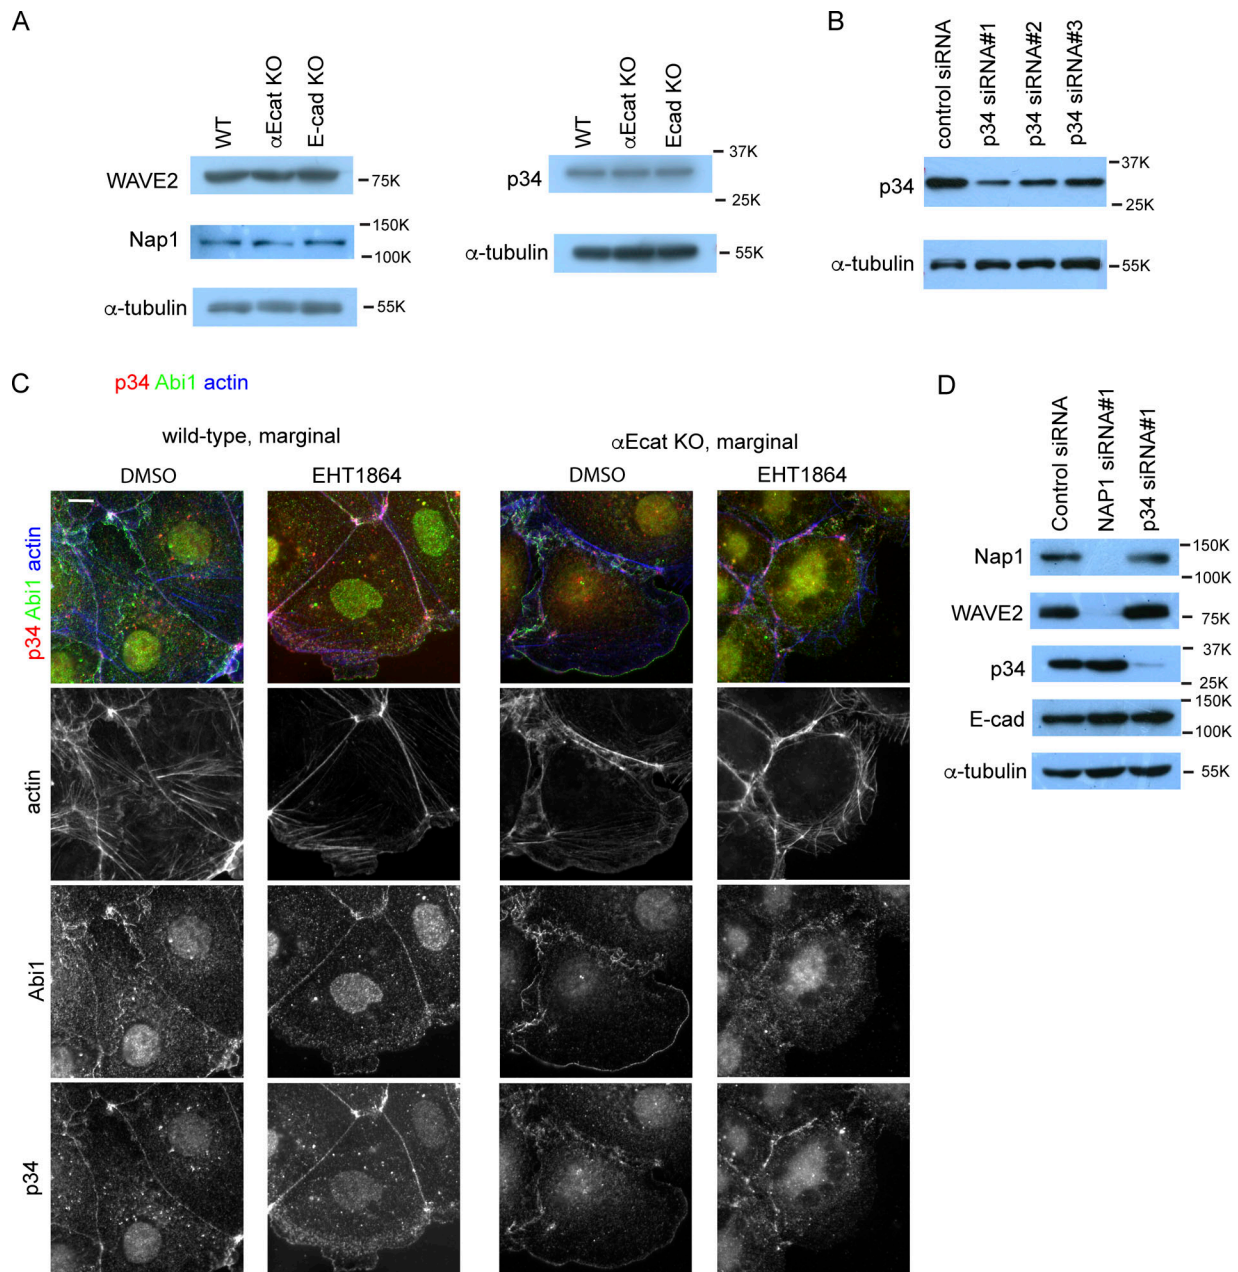 A
WT
αEcat KO
E-cad KO
WAVE2
75K
Nap1
150K
100K
α-tubulin
55K
WT
αEcat KO
Ecad KO
p34
37K
25K
α-tubulin
55K
B
control siRNA
p34 siRNA#1
p34 siRNA#2
p34 siRNA#3
p34
37K
25K
α-tubulin
55K
C
p34 Abi1 actin
wild-type, marginal
αEcat KO, marginal
DMSO
EHT1864
DMSO
EHT1864
p34 Abi1 actin
actin
Abi1
p34
D
Control siRNA
NAP1 siRNA#1
p34 siRNA#1
Nap1
150K
100K
WAVE2
75K
p34
37K
25K
E-cad
150K
100K
α-tubulin
55K